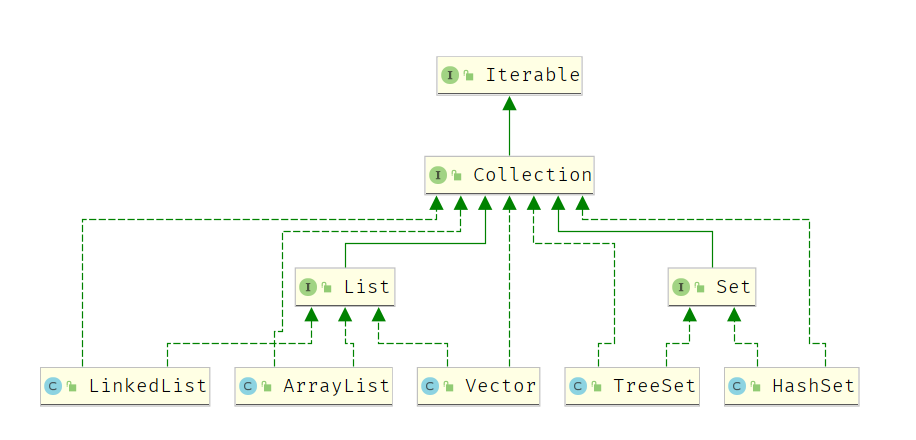 I Iterable
I Collection
I List
I Set
C LinkedList
C ArrayList
C Vector
C TreeSet
C HashSet